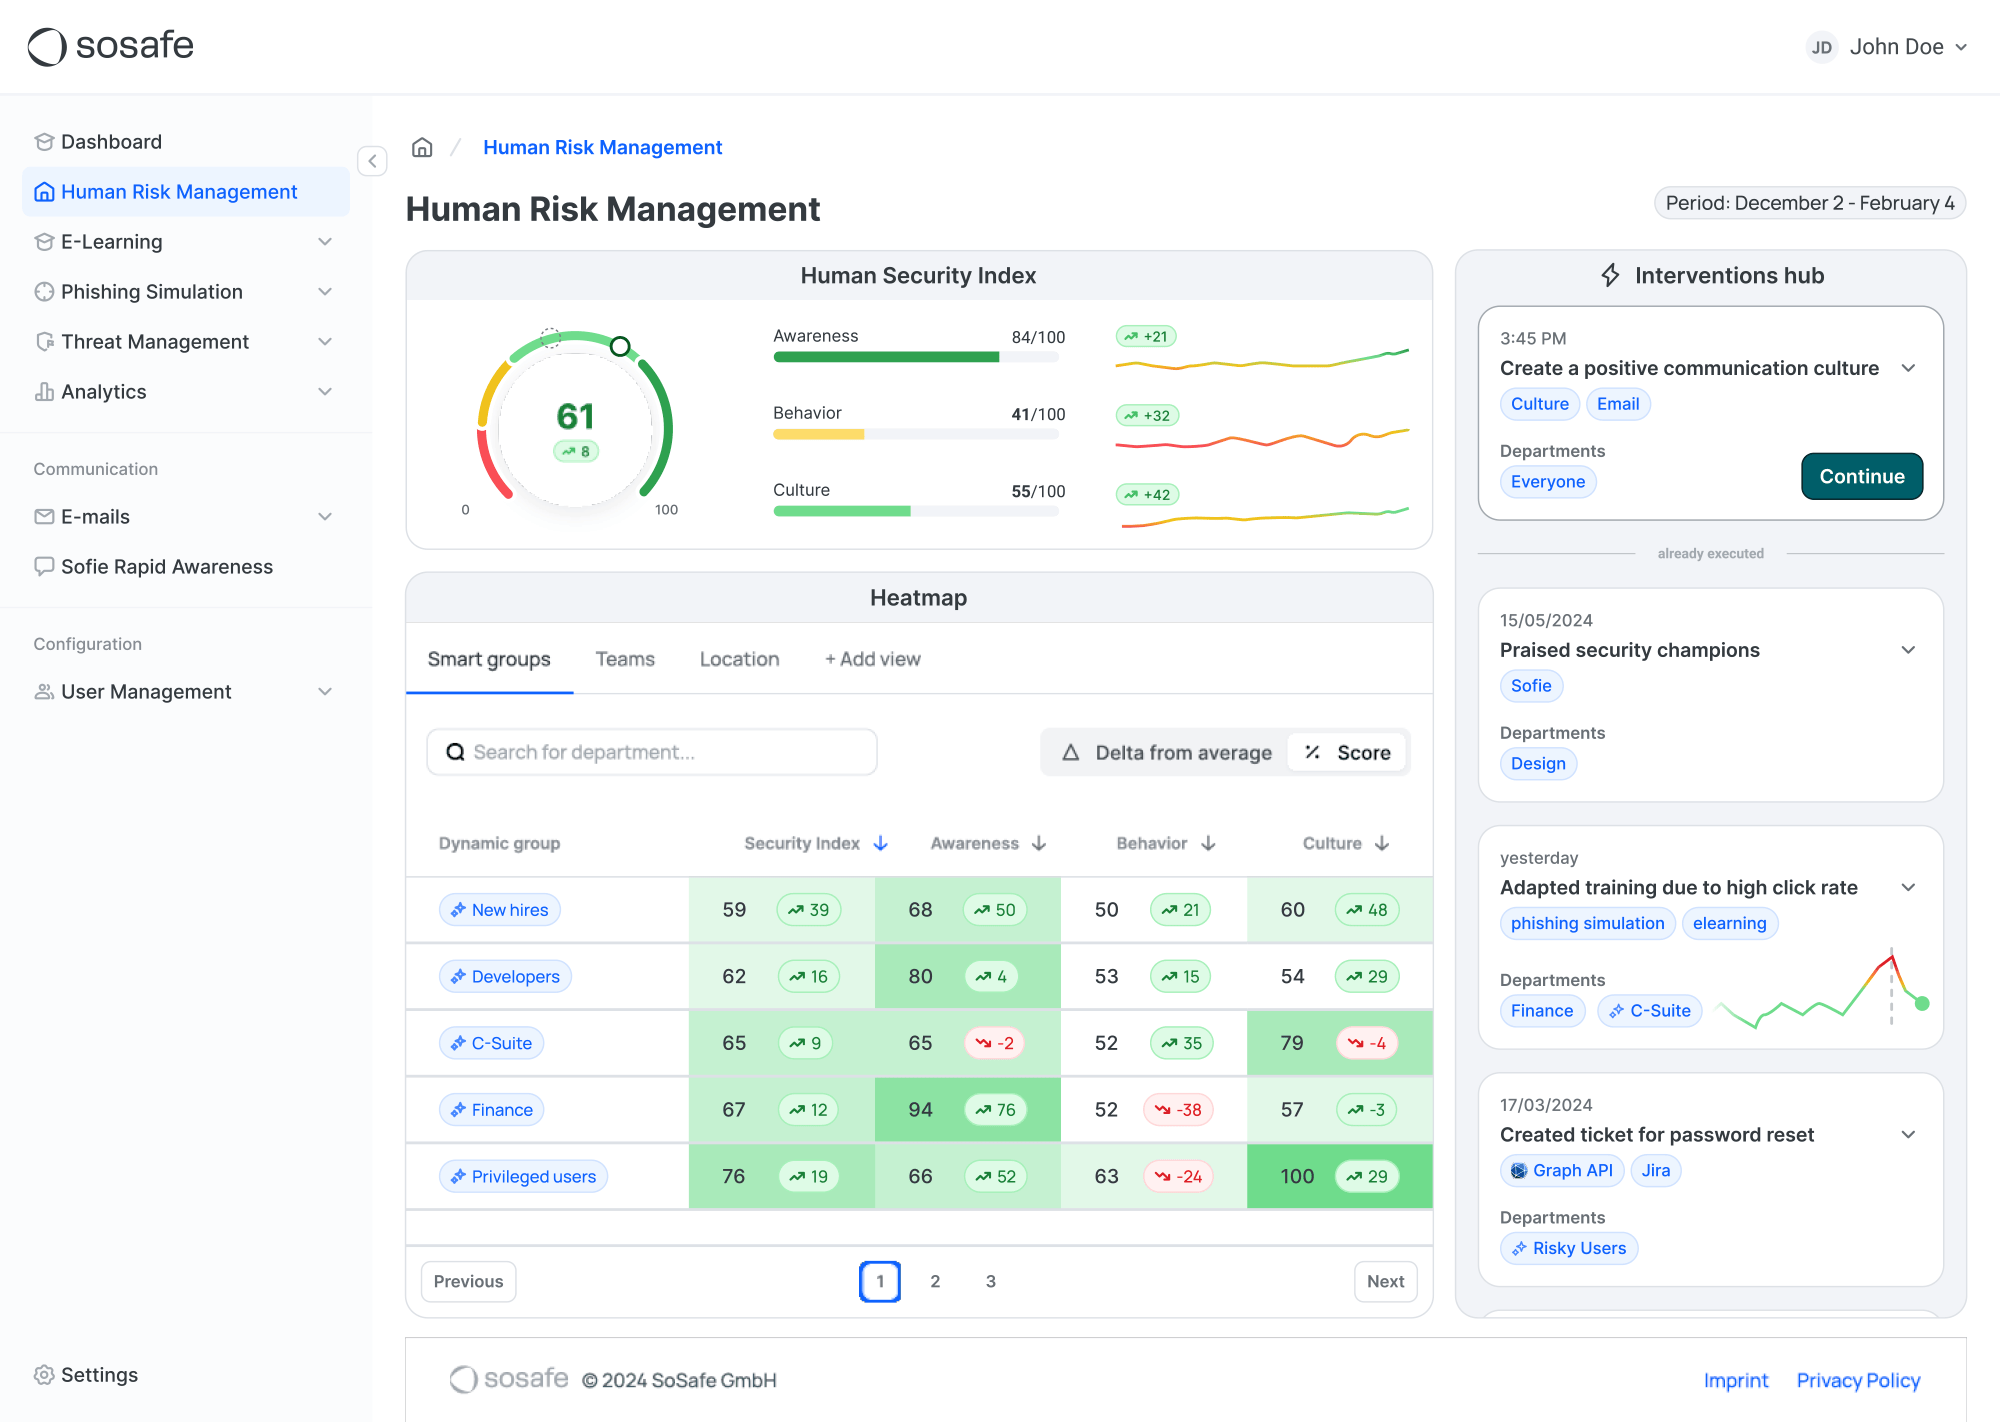 sosafe
JD John Doe
Dashboard
Human Risk Management
E-Learning
Phishing Simulation
Threat Management
Analytics
Communication
E-mails
Sofie Rapid Awareness
Configuration
User Management
Settings
/ Human Risk Management
Human Risk Management
Period: December 2 - February 4
Human Security Index
61
8
0
100
Awareness 84/100 +21
Behavior 41/100 +32
Culture 55/100 +42
Heatmap
Smart groups Teams Location + Add view
Search for department...
Delta from average Score
Dynamic group Security Index Awareness Behavior Culture
New hires 59 39 68 50 50 21 60 48
Developers 62 16 80 4 53 15 54 29
C-Suite 65 9 65 -2 52 35 79 -4
Finance 67 12 94 76 52 -38 57 -3
Privileged users 76 19 66 52 63 -24 100 29
Previous 1 2 3 Next
Interventions hub
3:45 PM
Create a positive communication culture
Culture Email
Departments
Everyone
Continue
already executed
15/05/2024
Praised security champions
Sofie
Departments
Design
yesterday
Adapted training due to high click rate
phishing simulation elearning
Departments
Finance C-Suite
17/03/2024
Created ticket for password reset
Graph API Jira
Departments
Risky Users
sosafe © 2024 SoSafe GmbH
Imprint Privacy Policy